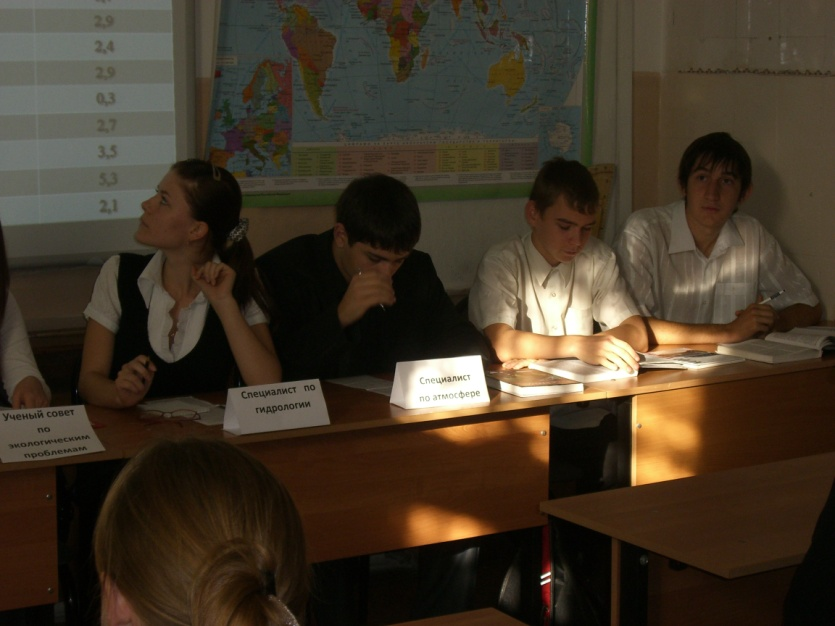 2,9
2,4
2,9
0,3
2,7
3,5
5,3
2,1
Ученый совет
по
экологическим
проблемам
Специалист по
гидрологии
Специалист
по атмосфере